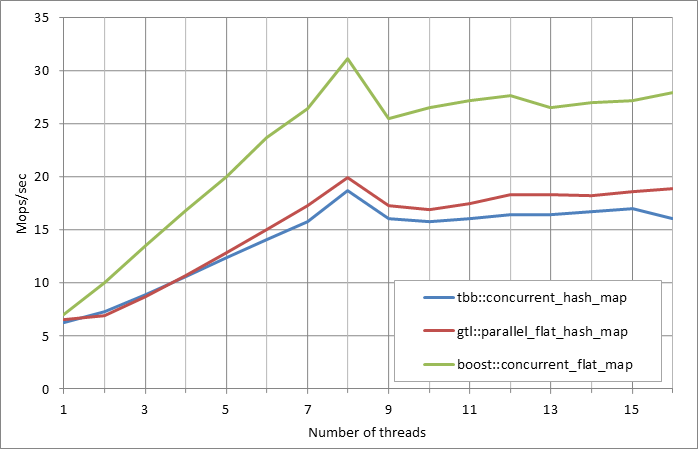 35
30
25
20
15
10
5
0
Mops/sec
tbb::concurrent_hash_map
gtl::parallel_flat_hash_map
boost::concurrent_flat_map
1 3 5 7 9 11 13 15
Number of threads